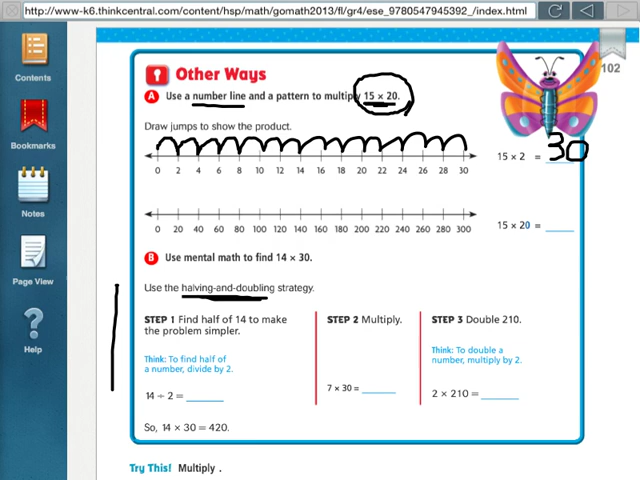 http://www-k6.thinkcentral.com/content/hsp/math/gomath2013/fl/gr4/ese_9780547945392_/index.html
Contents
Bookmarks
Notes
Page View
Help
102
Other Ways
A Use a number line and a pattern to multiply 15 × 20.
Draw jumps to show the product.
0 2 4 6 8 10 12 14 16 18 20 22 24 26 28 30
15 × 2 = 30
0 20 40 60 80 100 120 140 160 180 200 220 240 260 280 300
15 × 20 = _____
B Use mental math to find 14 × 30.
Use the halving-and-doubling strategy.
STEP 1 Find half of 14 to make
the problem simpler.
Think: To find half of
a number, divide by 2.
14 ÷ 2 = ______
STEP 2 Multiply.
7 × 30 = ______
STEP 3 Double 210.
Think: To double a
number, multiply by 2.
2 × 210 = ______
So, 14 × 30 = 420.
Try This! Multiply .